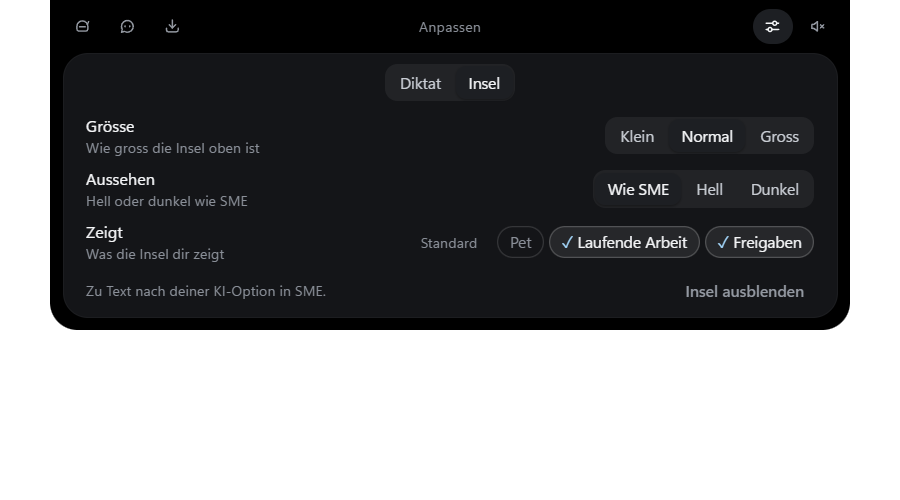 Anpassen
Diktat Insel
Grösse
Wie gross die Insel oben ist
Klein Normal Gross
Aussehen
Hell oder dunkel wie SME
Wie SME Hell Dunkel
Zeigt
Was die Insel dir zeigt
Standard Pet ✓ Laufende Arbeit ✓ Freigaben
Zu Text nach deiner KI-Option in SME.
Insel ausblenden